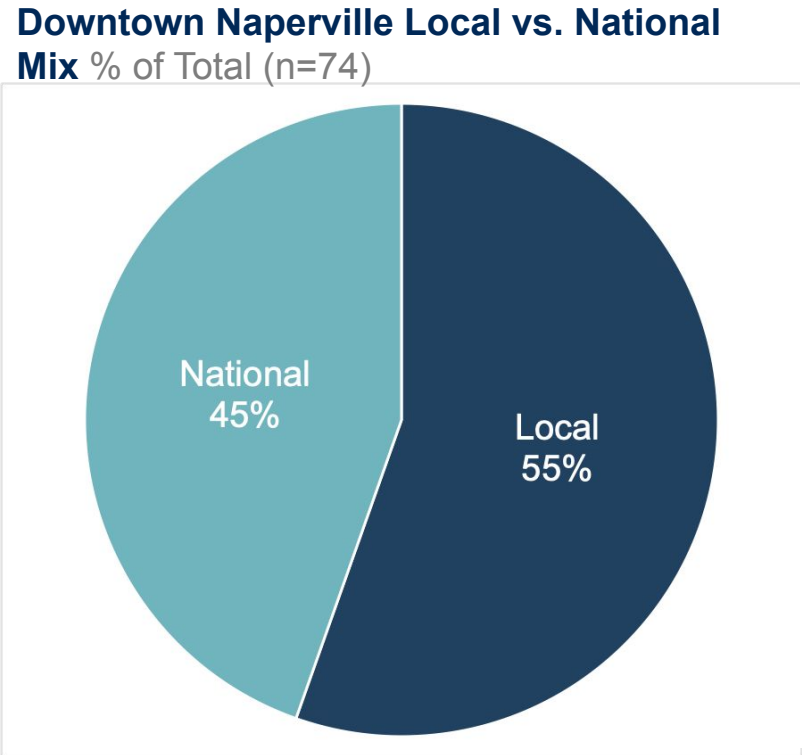 Downtown Naperville Local vs. National
Mix % of Total (n=74)
National
45%
Local
55%